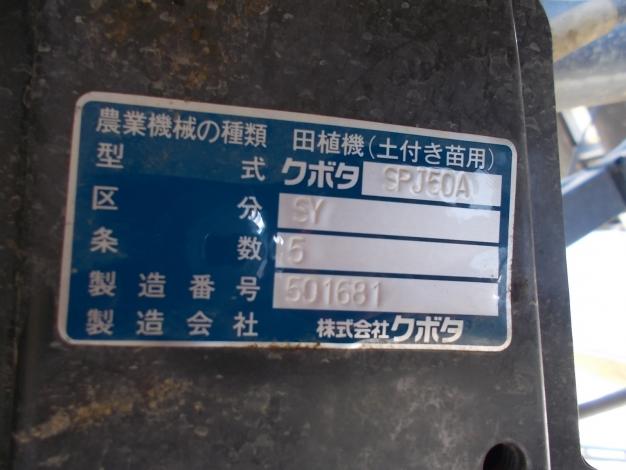 農業機械の種類 田植機(土付き苗用)
型式 クボタ SPJ50A
区分 SY
条数 5
製造番号 501681
製造会社 株式会社クボタ